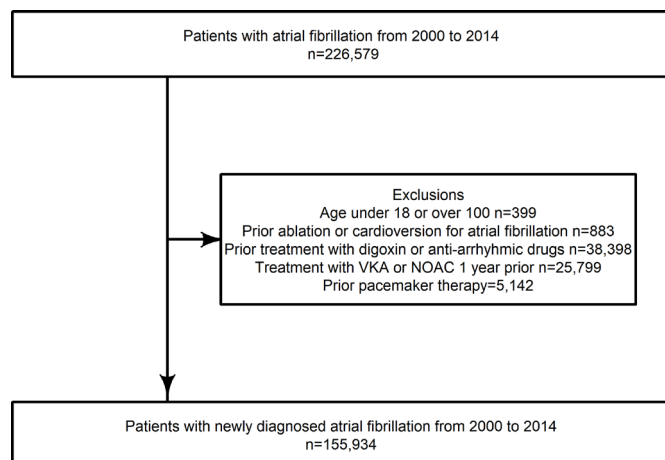 Patients with atrial fibrillation from 2000 to 2014
n=226,579
Exclusions
Age under 18 or over 100 n=399
Prior ablation or cardioversion for atrial fibrillation n=883
Prior treatment with digoxin or anti-arrhyhmic drugs n=38,398
Treatment with VKA or NOAC 1 year prior n=25,799
Prior pacemaker therapy=5,142
Patients with newly diagnosed atrial fibrillation from 2000 to 2014
n=155,934